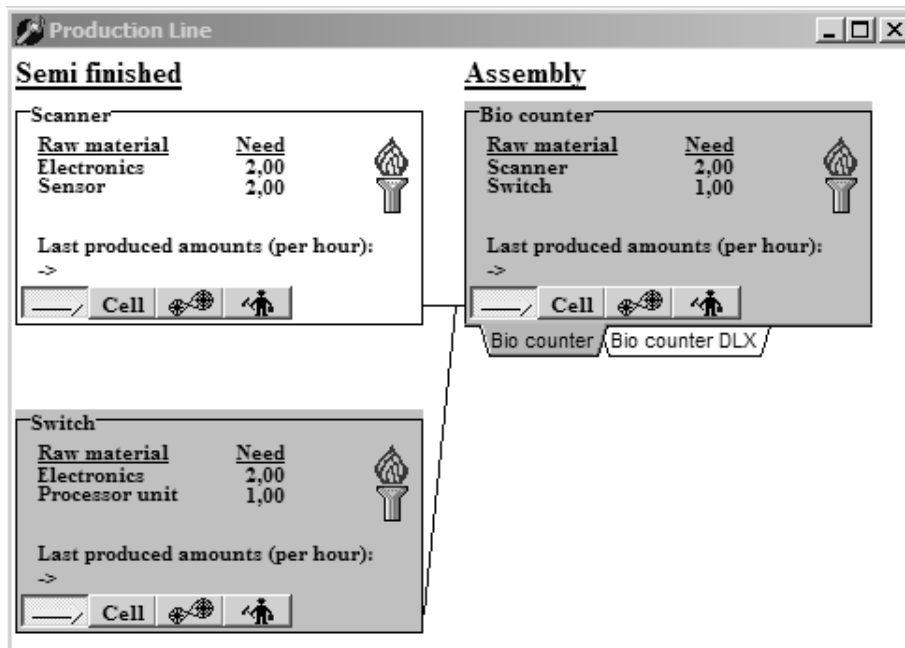 Production Line
Semi finished
Scanner
Raw material Need
Electronics 2,00
Sensor 2,00
Last produced amounts (per hour):
->
Cell
Assembly
Bio counter
Raw material Need
Scanner 2,00
Switch 1,00
Last produced amounts (per hour):
->
Cell
Bio counter Bio counter DLX
Switch
Raw material Need
Electronics 2,00
Processor unit 1,00
Last produced amounts (per hour):
->
Cell